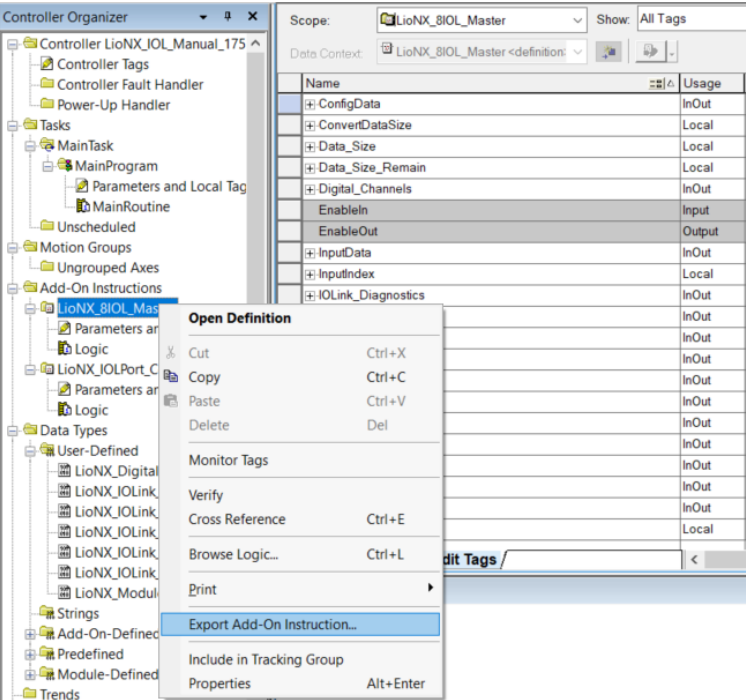 Controller Organizer
Controller LioNX_IOL_Manual_175
Controller Tags
Controller Fault Handler
Power-Up Handler
Tasks
MainTask
MainProgram
Parameters and Local Tag
MainRoutine
Unscheduled
Motion Groups
Ungrouped Axes
Add-On Instructions
LioNX_8IOL_Mas
Parameters ar
Logic
LioNX_IOLPort_C
Parameters ar
Logic
Data Types
User-Defined
LioNX_Digital
LioNX_IOLink_
LioNX_IOLink_
LioNX_IOLink_
LioNX_IOLink_
LioNX_IOLink_
LioNX_Modul
Strings
Add-On-Defined
Predefined
Module-Defined
Trends
Open Definition
Cut Ctrl+X
Copy Ctrl+C
Paste Ctrl+V
Delete Del
Monitor Tags
Verify
Cross Reference Ctrl+E
Browse Logic... Ctrl+L
Print
Export Add-On Instruction...
Include in Tracking Group
Properties Alt+Enter
Scope: LioNX_8IOL_Master Show: All Tags
Data Context: LioNX_8IOL_Master <definition:
Name Usage
ConfigData InOut
ConvertDataSize Local
Data_Size Local
Data_Size_Remain Local
Digital_Channels InOut
EnableIn Input
EnableOut Output
InputData InOut
InputIndex Local
IOLink_Diagnostics InOut
InOut
InOut
InOut
InOut
InOut
InOut
InOut
InOut
InOut
InOut
Local
dit Tags